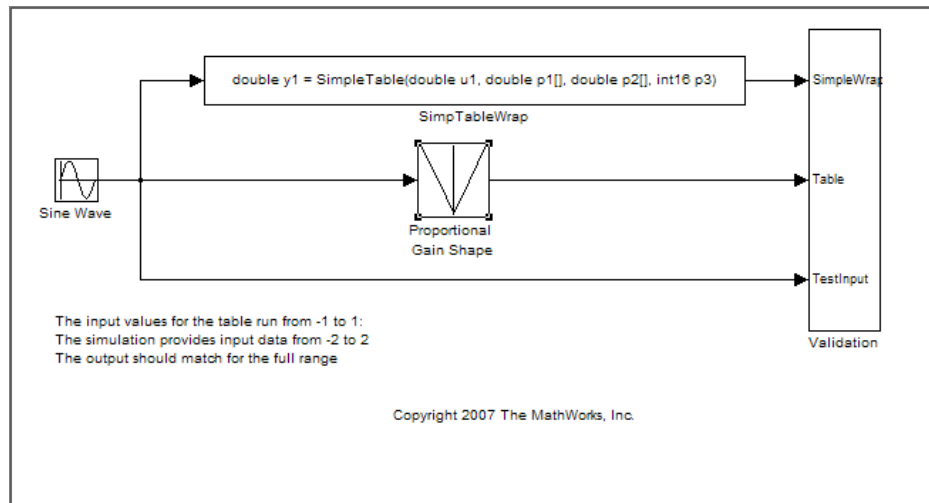 double y1 = SimpleTable(double u1, double p1[], double p2[], int16 p3)
SimpleWrap
SimpTableWrap
Table
Sine Wave
Proportional
Gain Shape
TestInput
The input values for the table run from -1 to 1:
The simulation provides input data from -2 to 2
The output should match for the full range
Validation
Copyright 2007 The MathWorks, Inc.